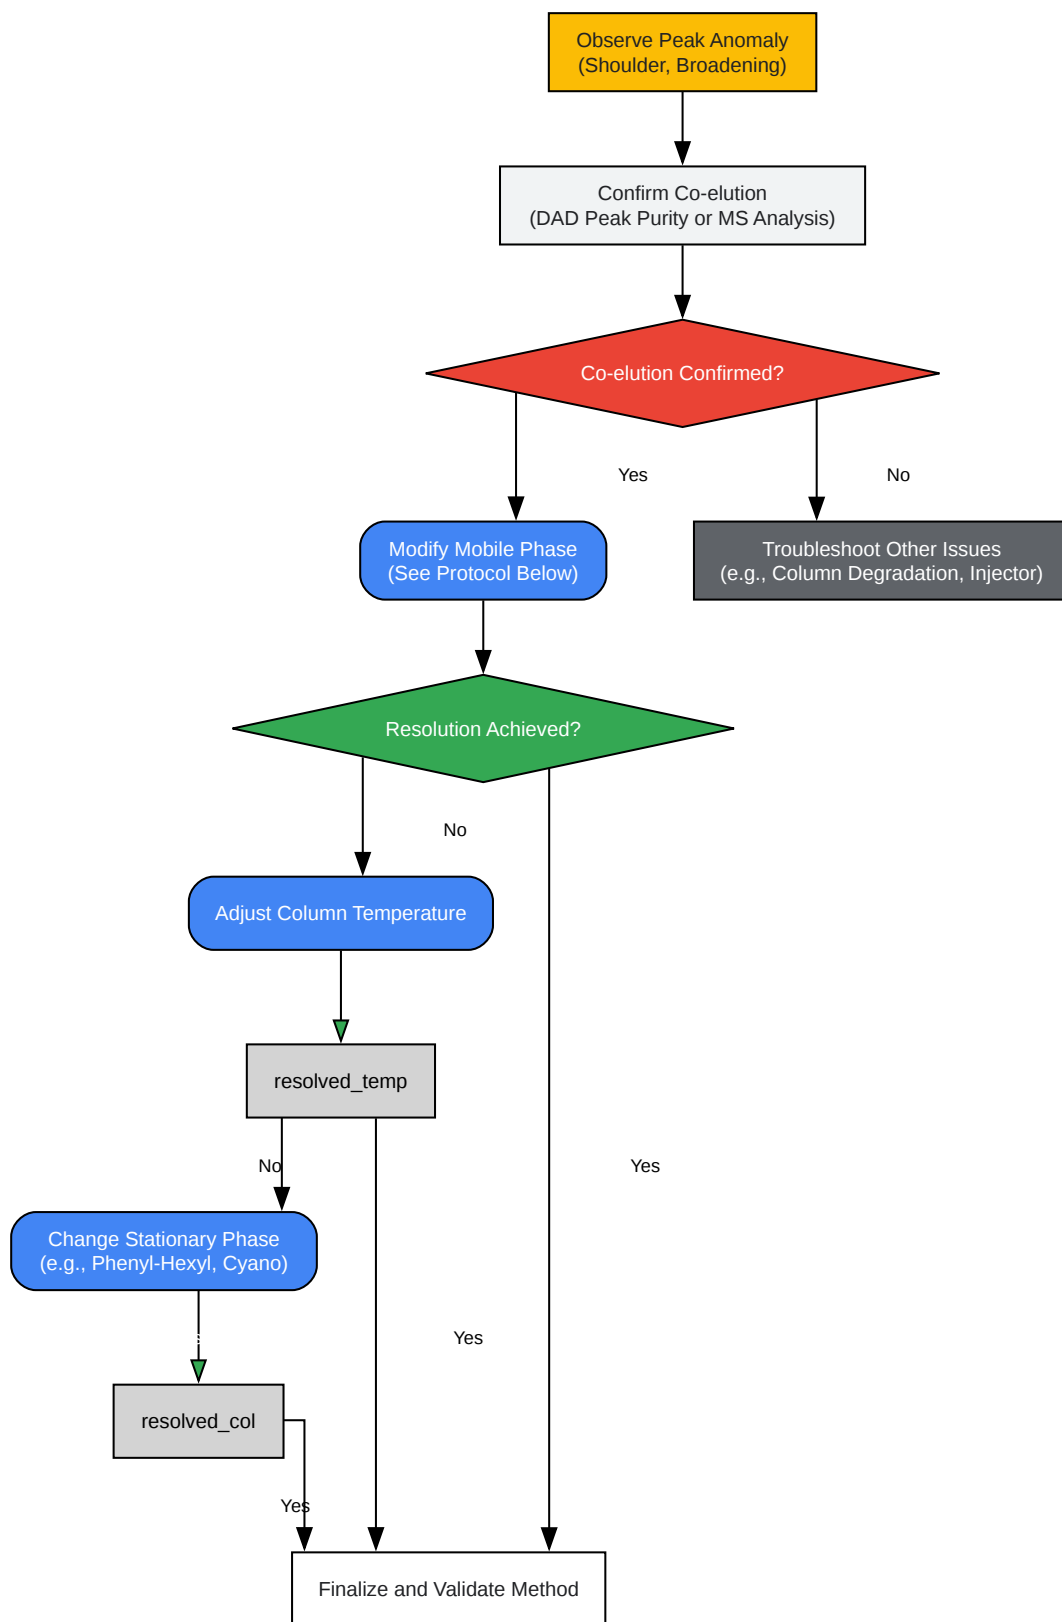 Observe Peak Anomaly
(Shoulder, Broadening)
Confirm Co-elution
(DAD Peak Purity or MS Analysis)
Co-elution Confirmed?
Yes
No
Modify Mobile Phase
(See Protocol Below)
Troubleshoot Other Issues
(e.g., Column Degradation, Injector)
Resolution Achieved?
No
Adjust Column Temperature
resolved_temp
No
Yes
Change Stationary Phase
(e.g., Phenyl-Hexyl, Cyano)
Yes
resolved_col
Yes
Finalize and Validate Method